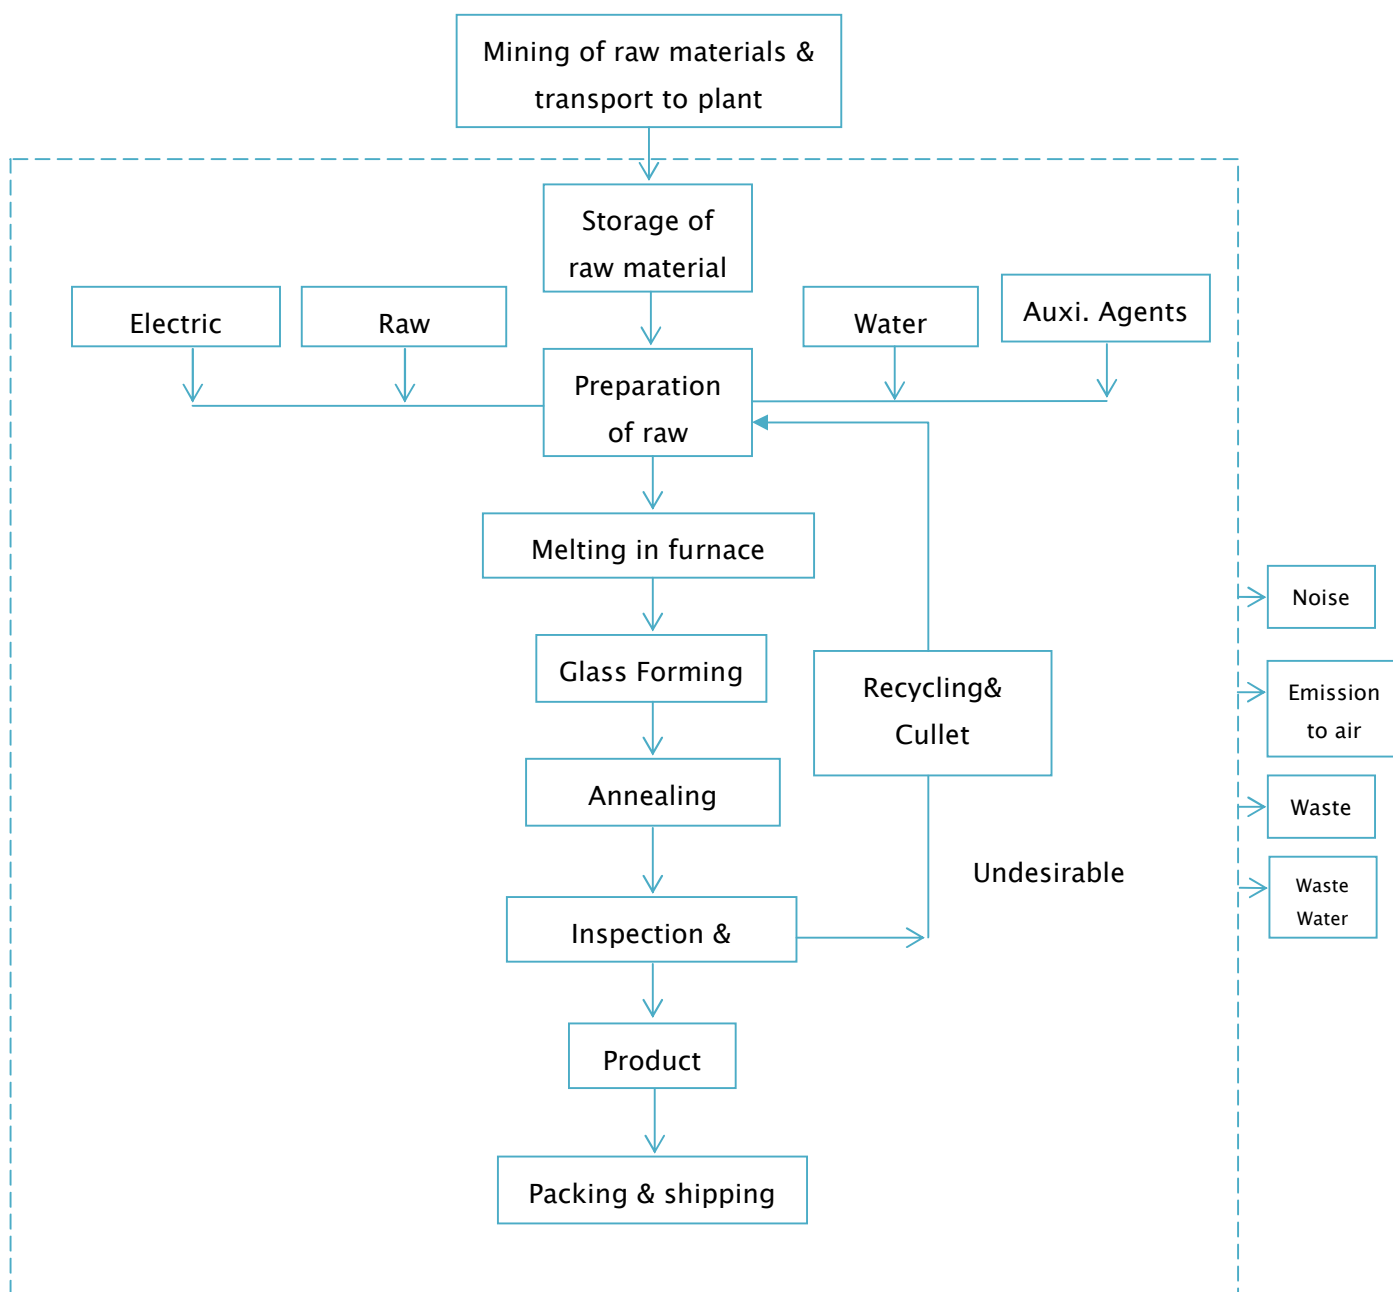 Mining of raw materials &
transport to plant
Storage of
raw material
Electric
Raw
Water
Auxi. Agents
Preparation
of raw
Melting in furnace
Noise
Glass Forming
Recycling&
Cullet
Emission
to air
Annealing
Waste
Undesirable
Waste
Water
Inspection &
Product
Packing & shipping